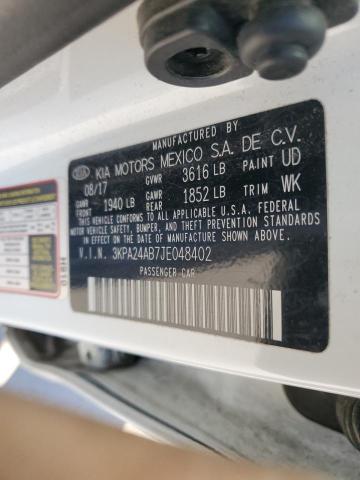 MANUFACTURED BY
KIA KIA MOTORS MEXICO S.A. DE C.V.
08/17 GVWR 3616 LB PAINT UD
GAWR FRONT 1940 LB GAWR REAR 1852 LB TRIM WK
THIS VEHICLE CONFORMS TO ALL APPLICABLE U.S.A. FEDERAL
MOTOR VEHICLE SAFETY, BUMPER, AND THEFT PREVENTION STANDARDS
IN EFFECT ON THE DATE OF MANUFACTURE SHOWN ABOVE.
V.I.N. 3KPA24AB7JE048402
PASSENGER CAR
H810